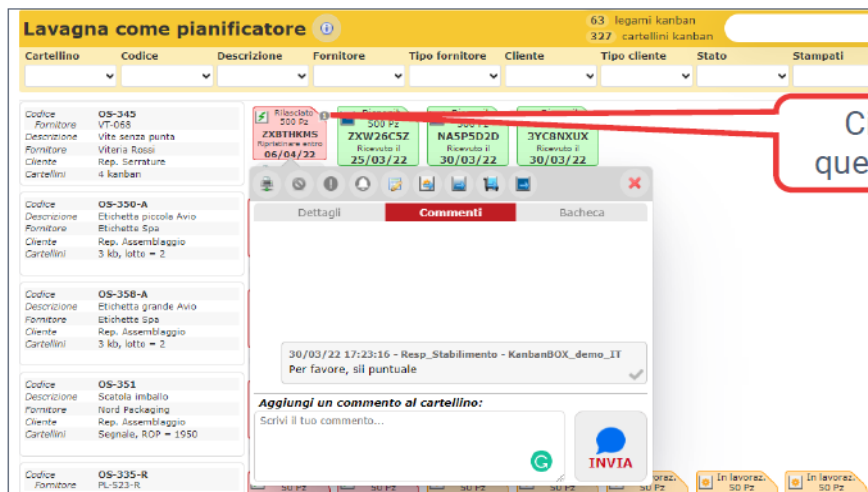 Lavagna come pianificatore
63 legami kanban
327 cartellini kanban
Cartellino Codice Descrizione Fornitore Tipo fornitore Cliente Tipo cliente Stato Stampati
Codice OS-345
Fornitore VT-068
Descrizione Vite senza punta
Fornitore Viteria Rossi
Cliente Rep. Serrature
Cartellini 4 kanban
Rilasciato
500 Pz
ZXBTHKMS
Ripristinare entro
06/04/22
500 Pz
ZXW26C5Z
Ricevuto il
25/03/22
500 Pz
NA5P5D2D
Ricevuto il
30/03/22
3YC8NXUX
Ricevuto il
30/03/22
C
que
Codice OS-350-A
Descrizione Etichetta piccola Avio
Fornitore Etichette Spa
Cliente Rep. Assemblaggio
Cartellini 3 kb, lotto = 2
Codice OS-358-A
Descrizione Etichetta grande Avio
Fornitore Etichette Spa
Cliente Rep. Assemblaggio
Cartellini 3 kb, lotto = 2
Codice OS-351
Descrizione Scatola imballo
Fornitore Nord Packaging
Cliente Rep. Assemblaggio
Cartellini Segnale, ROP = 1950
Codice OS-335-R
Fornitore PL-523-R
Dettagli Commenti Bacheca
30/03/22 17:23:16 - Resp_Stabilimento - KanbanBOX_demo_IT
Per favore, sii puntuale
Aggiungi un commento al cartellino:
Scrivi il tuo commento...
INVIA
50 Pz 50 Pz 50 Pz 50 Pz
oraz.
50 Pz
In lavoraz.
50 Pz
In lavoraz.
50 Pz